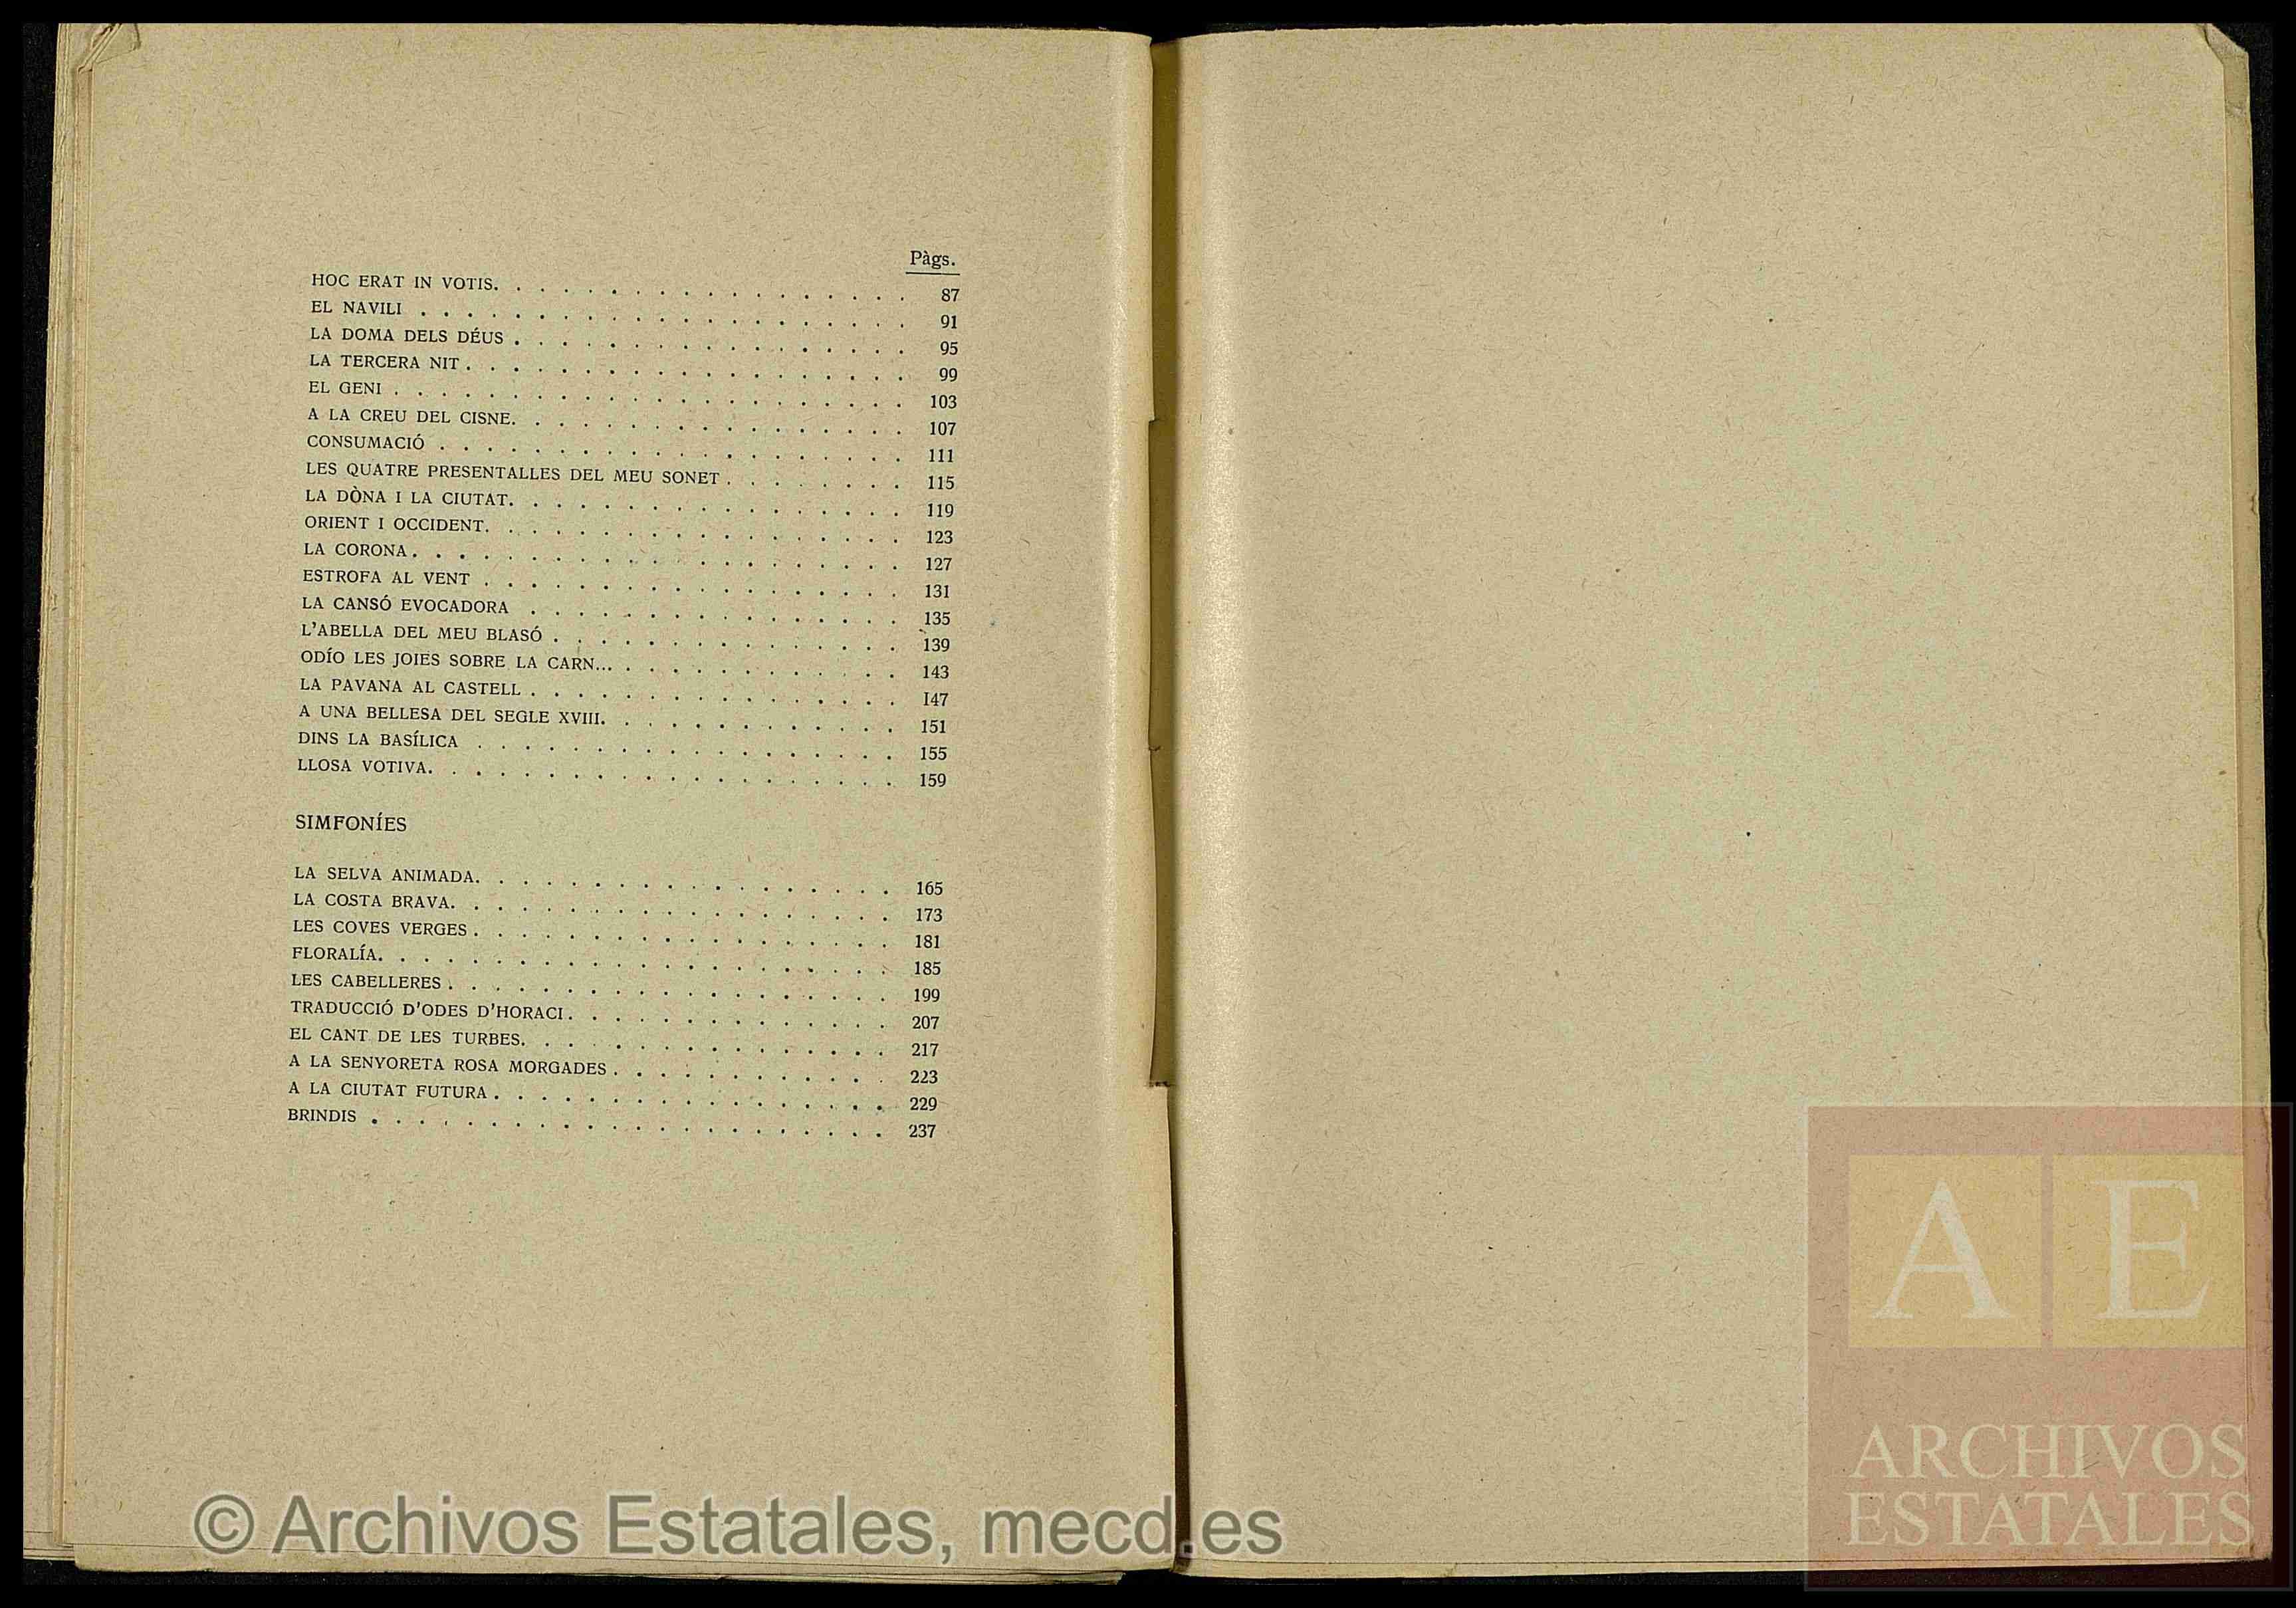 Pàgs.
HOC ERAT IN VOTIS. . . . . . . . . . . . . . . . . . 87
EL NAVILI . . . . . . . . . . . . . . . . . . . . . 91
LA DOMA DELS DÉUS . . . . . . . . . . . . . . . . . 95
LA TERCERA NIT . . . . . . . . . . . . . . . . . . . 99
EL GENI . . . . . . . . . . . . . . . . . . . . . . 103
A LA CREU DEL CISNE. . . . . . . . . . . . . . . . . 107
CONSUMACIÓ . . . . . . . . . . . . . . . . . . . . 111
LES QUATRE PRESENTALLES DEL MEU SONET . . . . . . . . 115
LA DÒNA I LA CIUTAT. . . . . . . . . . . . . . . . . 119
ORIENT I OCCIDENT. . . . . . . . . . . . . . . . . . 123
LA CORONA . . . . . . . . . . . . . . . . . . . . . 127
ESTROFA AL VENT . . . . . . . . . . . . . . . . . . 131
LA CANSÓ EVOCADORA . . . . . . . . . . . . . . . . 135
L'ABELLA DEL MEU BLASÓ . . . . . . . . . . . . . . . 139
ODÍO LES JOIES SOBRE LA CARN... . . . . . . . . . . . . 143
LA PAVANA AL CASTELL . . . . . . . . . . . . . . . . 147
A UNA BELLESA DEL SEGLE XVIII. . . . . . . . . . . . . 151
DINS LA BASÍLICA . . . . . . . . . . . . . . . . . . 155
LLOSA VOTIVA. . . . . . . . . . . . . . . . . . . . 159
SIMFONÍES
LA SELVA ANIMADA. . . . . . . . . . . . . . . . . . 165
LA COSTA BRAVA. . . . . . . . . . . . . . . . . . . 173
LES COVES VERGES . . . . . . . . . . . . . . . . . . 181
FLORALÍA. . . . . . . . . . . . . . . . . . . . . . 185
LES CABELLERES . . . . . . . . . . . . . . . . . . . 199
TRADUCCIÓ D'ODES D'HORACI . . . . . . . . . . . . . . 207
EL CANT DE LES TURBES. . . . . . . . . . . . . . . . 217
A LA SENYORETA ROSA MORGADES . . . . . . . . . . . . 223
A LA CIUTAT FUTURA . . . . . . . . . . . . . . . . . 229
BRINDIS . . . . . . . . . . . . . . . . . . . . . . 237
© Archivos Estatales, mecd.es
AE
ARCHIVOS
ESTATALES